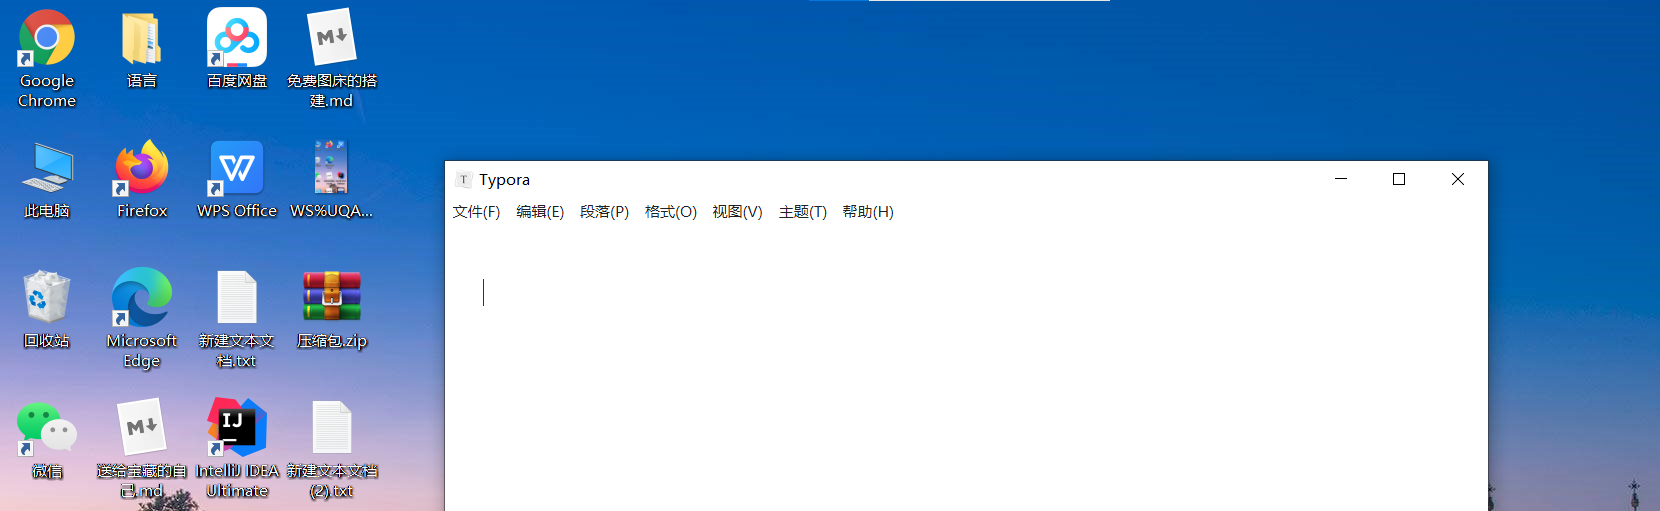 Google
Chrome
语言
百度网盘
免费图床的搭
建.md
此电脑
Firefox
WPS Office
WS%UQA...
Typora
文件(F) 编辑(E) 段落(P) 格式(O) 视图(V) 主题(T) 帮助(H)
回收站
Microsoft
Edge
新建文本文
档.txt
压缩包.zip
微信
送给宝藏的自
己.md
IJ
IntelliJ IDEA
Ultimate
新建文本文档
(2).txt